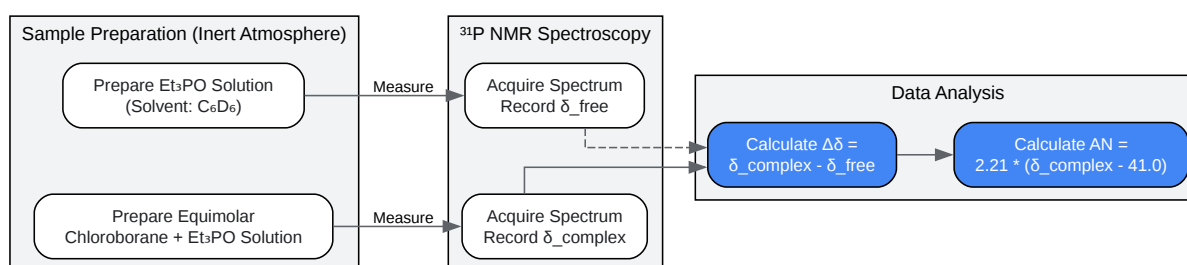 Sample Preparation (Inert Atmosphere)
Prepare Et₃PO Solution
(Solvent: C₆D₆)
Prepare Equimolar
Chloroborane + Et₃PO Solution
Measure
Measure
³¹P NMR Spectroscopy
Acquire Spectrum
Record δ_free
Acquire Spectrum
Record δ_complex
Data Analysis
Calculate Δδ =
δ_complex - δ_free
Calculate AN =
2.21 * (δ_complex - 41.0)